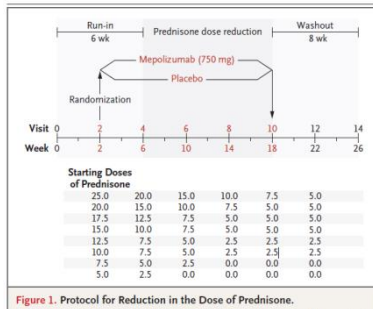 Run-in
6 wk
Prednisone dose reduction
Washout
8 wk
Mepolizumab (750 mg)
Placebo
Randomization
Visit 0 2 4 6 8 10 12 14
Week 0 2 6 10 14 18 22 26
Starting Doses
of Prednisone
25.0 20.0 15.0 10.0 7.5 5.0
20.0 15.0 10.0 7.5 5.0 5.0
17.5 12.5 7.5 5.0 5.0 5.0
15.0 10.0 7.5 5.0 5.0 5.0
12.5 7.5 5.0 2.5 2.5 2.5
10.0 7.5 5.0 2.5 2.5 2.5
7.5 5.0 2.5 0.0 0.0 0.0
5.0 2.5 0.0 0.0 0.0 0.0
Figure 1. Protocol for Reduction in the Dose of Prednisone.